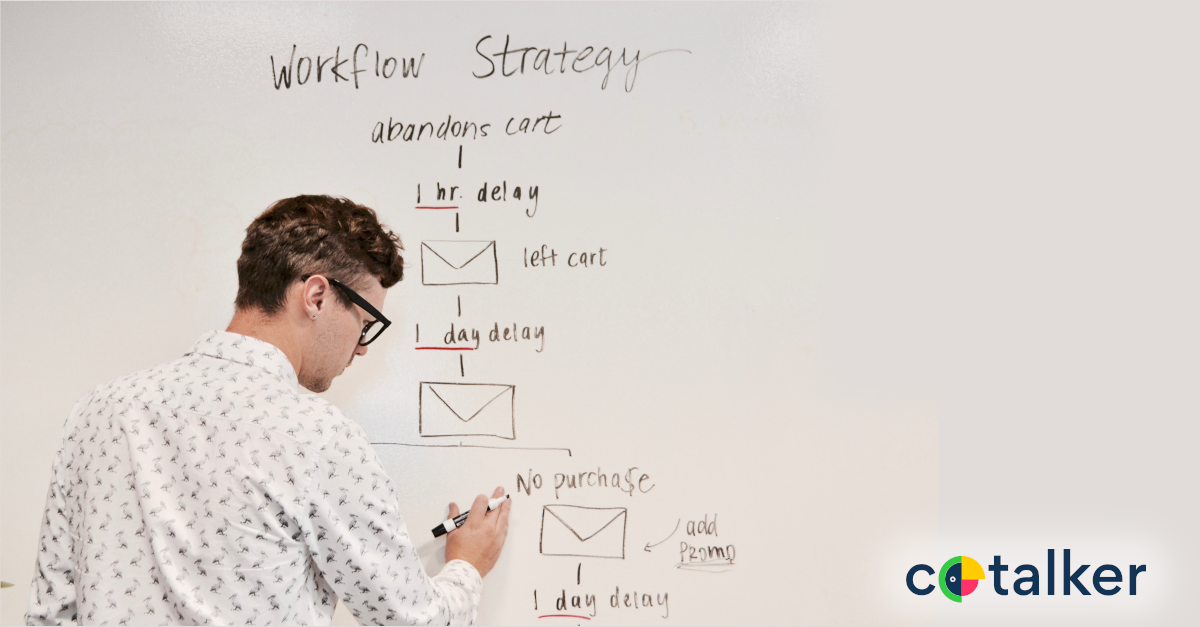 Workflow Strategy
abandons cart
1 hr. delay
left cart
1 day delay
No purcha$e
add
PROMO
1 day delay
cotalker